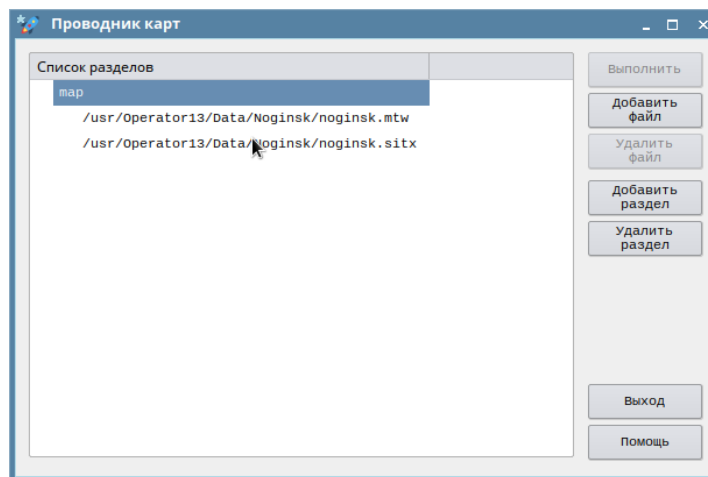 Проводник карт
Список разделов
map
/usr/Operator13/Data/Noginsk/noginsk.mtw
/usr/Operator13/Data/Noginsk/noginsk.sitx
Выполнить
Добавить
файл
Удалить
файл
Добавить
раздел
Удалить
раздел
Выход
Помощь